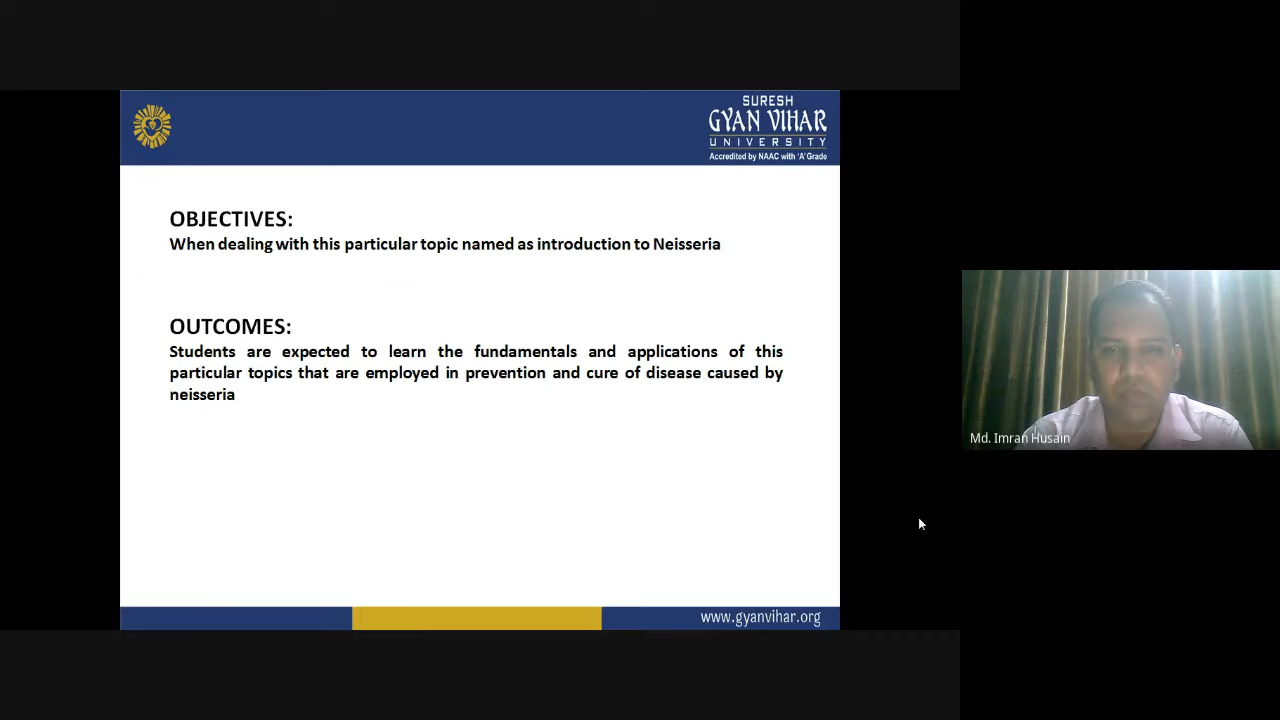 SURESH
GYAN VIHAR
UNIVERSITY
Accredited by NAAC with 'A' Grade
OBJECTIVES:
When dealing with this particular topic named as introduction to Neisseria
OUTCOMES:
Students are expected to learn the fundamentals and applications of this
particular topics that are employed in prevention and cure of disease caused by
neisseria
Md. Imran Husain
www.gyanvihar.org